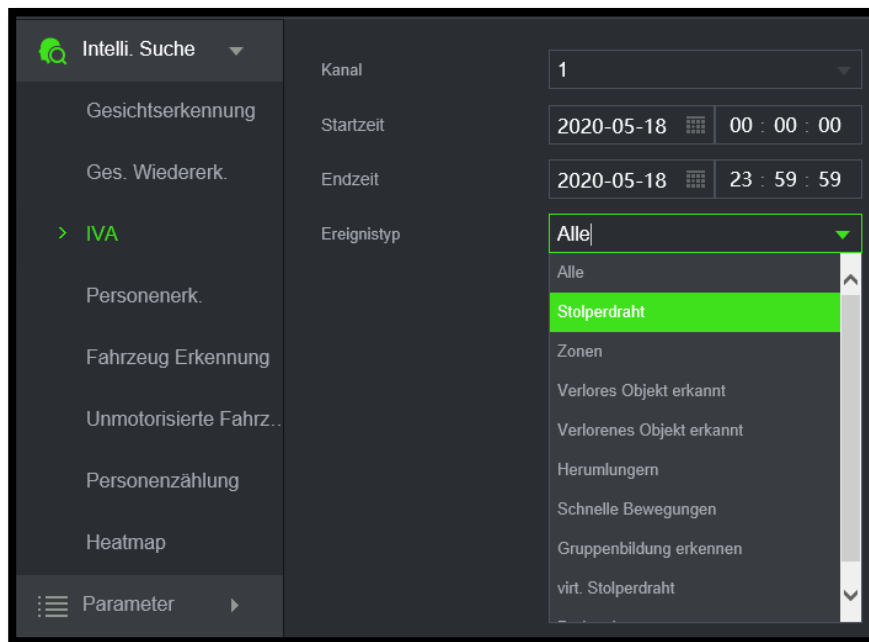 Intelli. Suche
Gesichtserkennung
Ges. Wiedererk.
IVA
Personenerk.
Fahrzeug Erkennung
Unmotorisierte Fahrz..
Personenzählung
Heatmap
Parameter
Kanal 1
Startzeit 2020-05-18 00 : 00 : 00
Endzeit 2020-05-18 23 : 59 : 59
Ereignistyp Alle
Alle
Stolperdraht
Zonen
Verlores Objekt erkannt
Verlorenes Objekt erkannt
Herumlungern
Schnelle Bewegungen
Gruppenbildung erkennen
virt. Stolperdraht